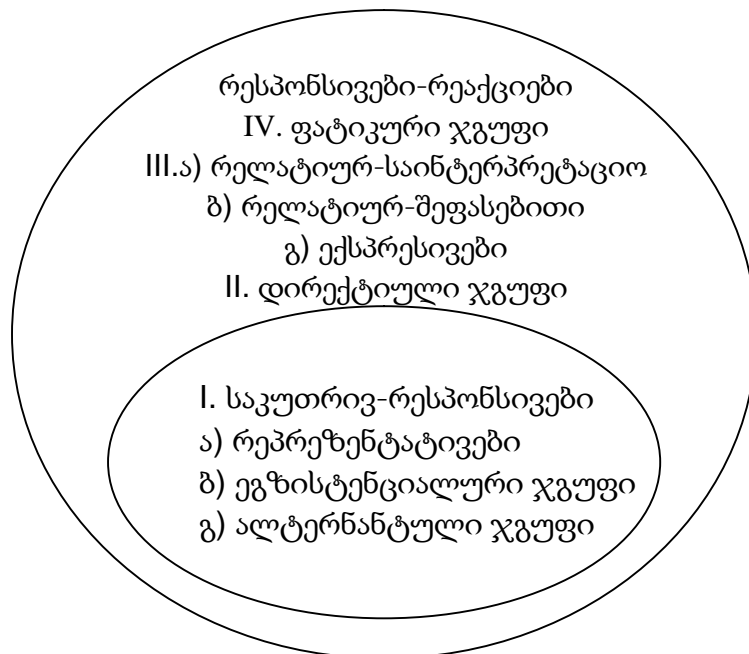 რესპონსივები-რეაქციები
IV. ფატიკური ჯგუფი
III.ა) რელატიურ-საინტერპრეტაციო
ბ) რელატიურ-შეფასებითი
გ) ექსპრესივები
II. დირექტიული ჯგუფი
I. საკუთრივ-რესპონსივები
ა) რეპრეზენტატივები
ბ) ეგზისტენციალური ჯგუფი
გ) ალტერნანტული ჯგუფი